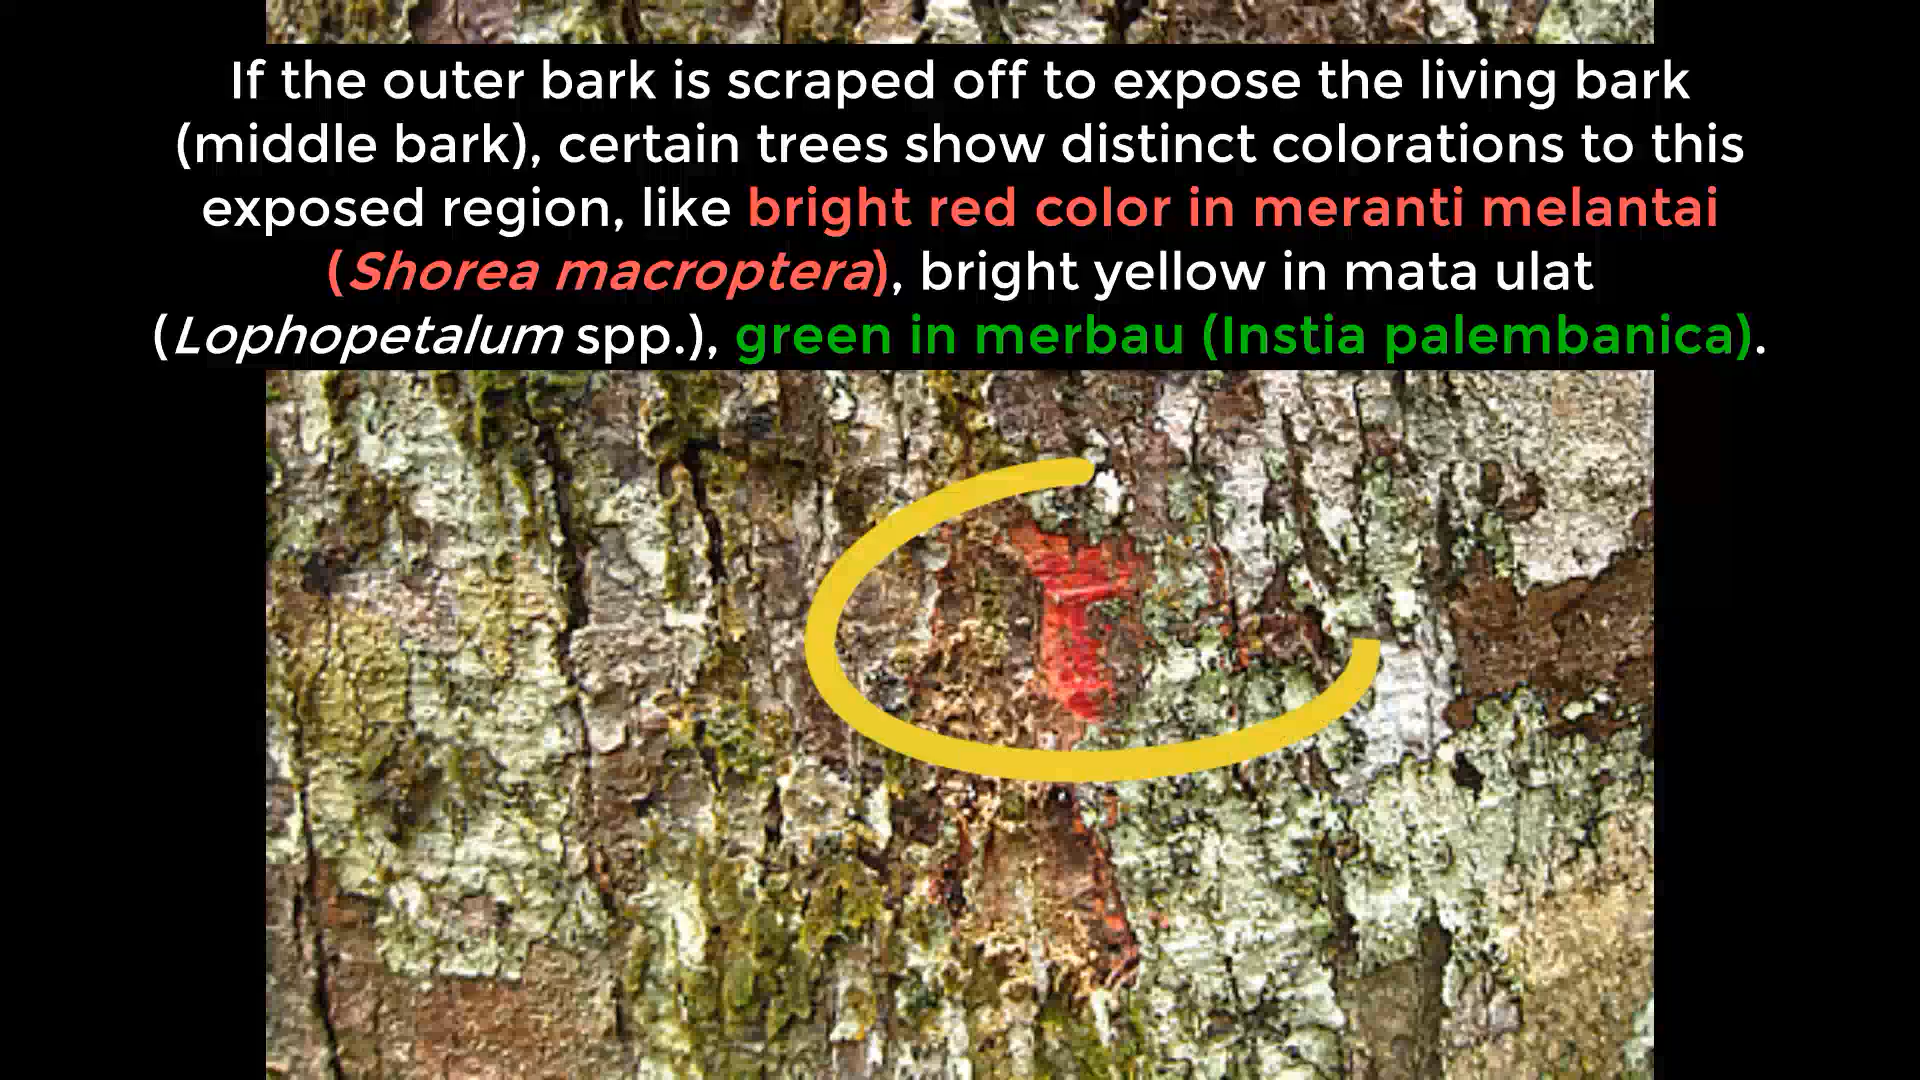 If the outer bark is scraped off to expose the living bark
(middle bark), certain trees show distinct colorations to this
exposed region, like bright red color in meranti melantai
(Shorea macroptera), bright yellow in mata ulat
(Lophopetalum spp.), green in merbau (Instia palembanica).